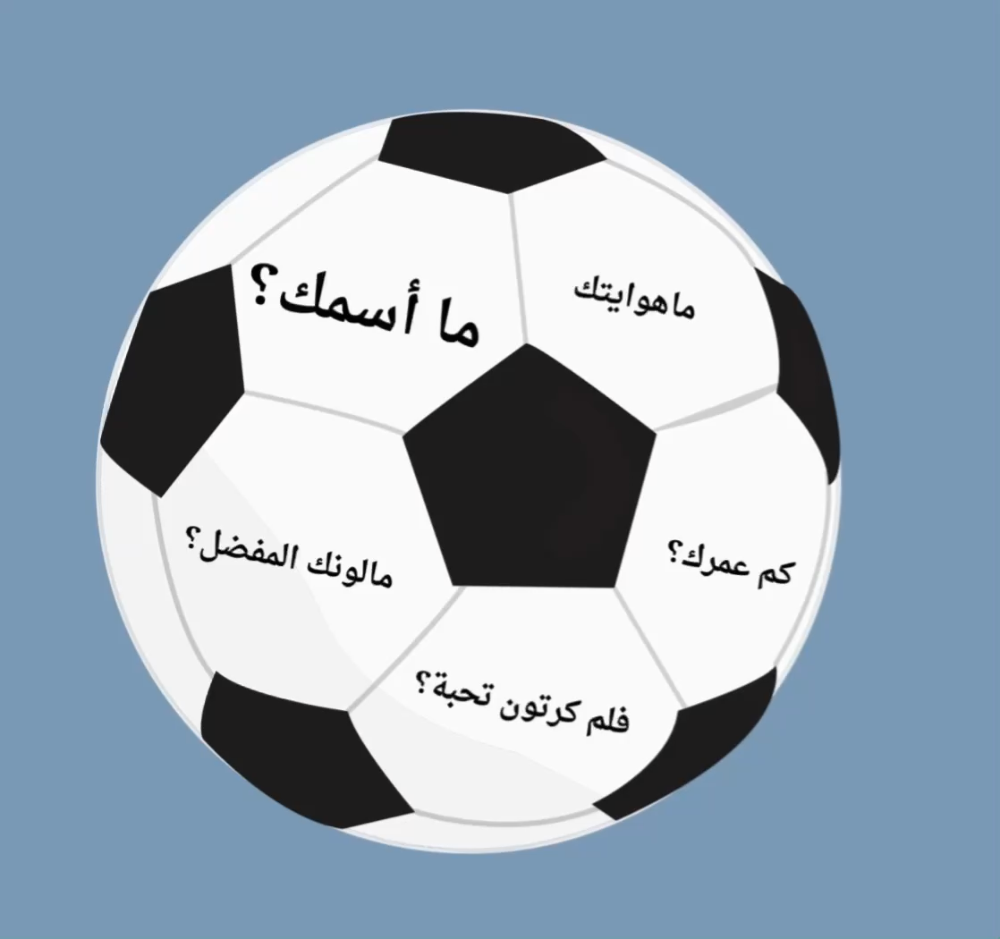 ما أسمك؟
ماهوايتك
مالونك المفضل؟
كم عمرك؟
فلم كرتون تحبة؟